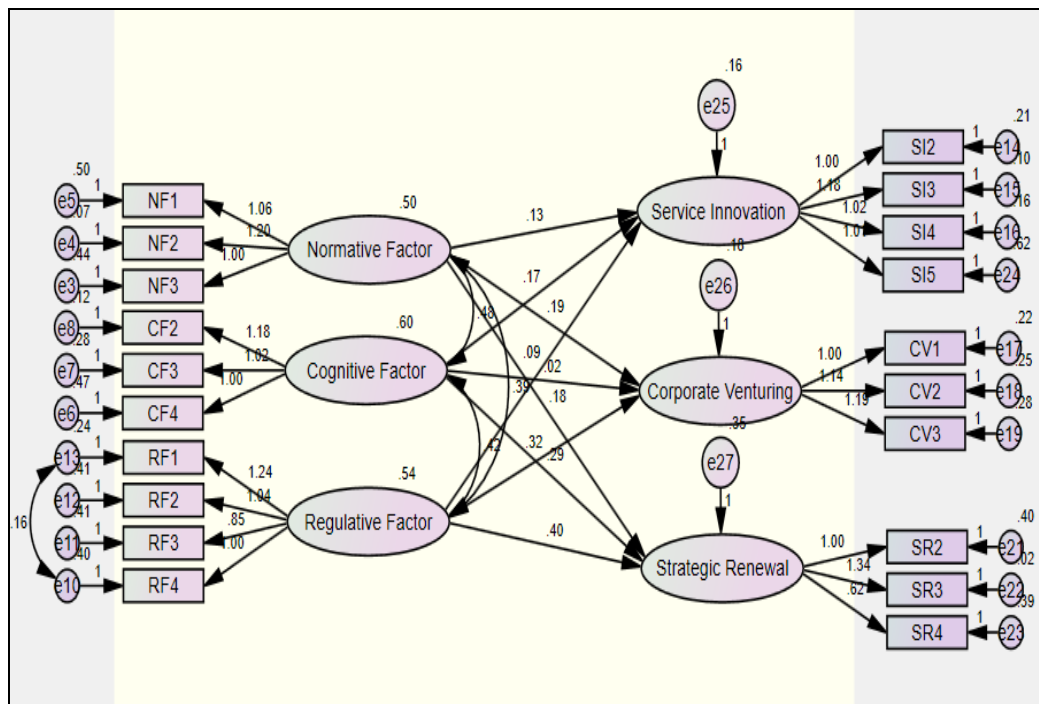 .16
e25
.21
1
SI2
1
e14
.50
1.00
.10
1
SI3
1
e15
e5
1
NF1
.50
.13
Service Innovation
1.18
.16
.07
1.06
1.02
SI4
1
e16
e4
1
NF2
1.20
Normative Factor
.18
1.0
.62
.44
1.00
SI5
1
e24
e3
1
NF3
.17
e26
.12
.19
e8
1
CF2
.60
.48
1
.22
.28
1.18
CV1
1
e17
e7
1
CF3
1.02
Cognitive Factor
.09
.02
1.00
.25
.47
1.00
.39
Corporate Venturing
1.14
CV2
1
e18
e6
1
CF4
.18
1.19
.28
.24
.35
CV3
1
e19
e13
1
RF1
.54
.42
.32
.29
e27
.41
1.24
1
e12
1
RF2
1.04
.16
.41
.85
Regulative Factor
.40
.40
e11
1
RF3
1.00
1.00
SR2
1
e21
.40
1.34
.02
e10
1
RF4
Strategic Renewal
.62
SR3
1
e22
.39
SR4
1
e23